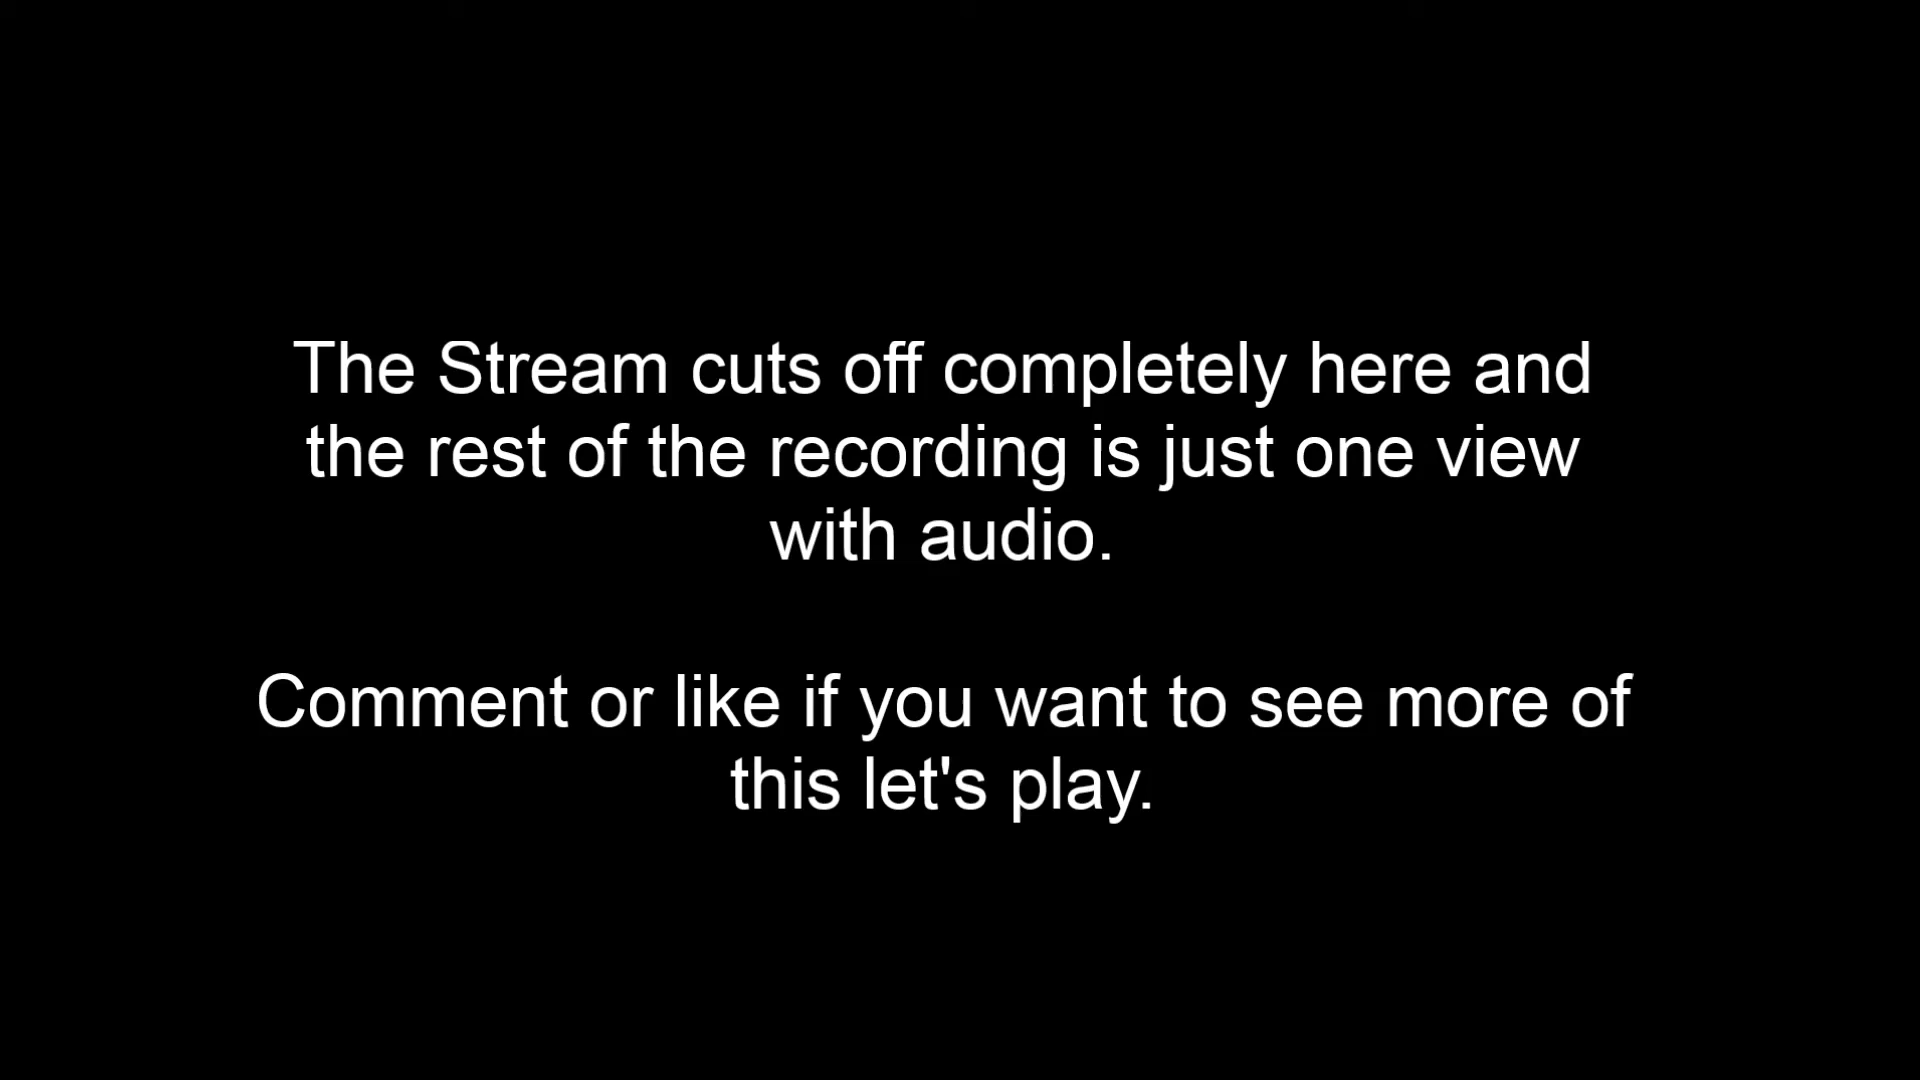 The Stream cuts off completely here and
the rest of the recording is just one view
with audio.
Comment or like if you want to see more of
this let's play.